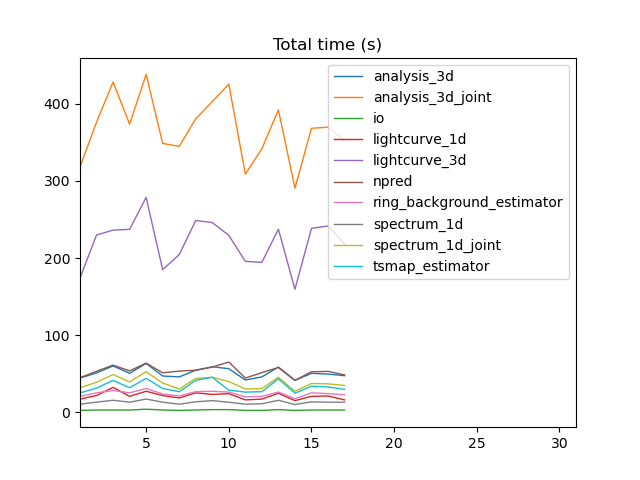 Total time (s)
analysis_3d
analysis_3d_joint
io
lightcurve_1d
lightcurve_3d
npred
ring_background_estimator
spectrum_1d
spectrum_1d_joint
tsmap_estimator
400
300
200
100
0
5 10 15 20 25 30